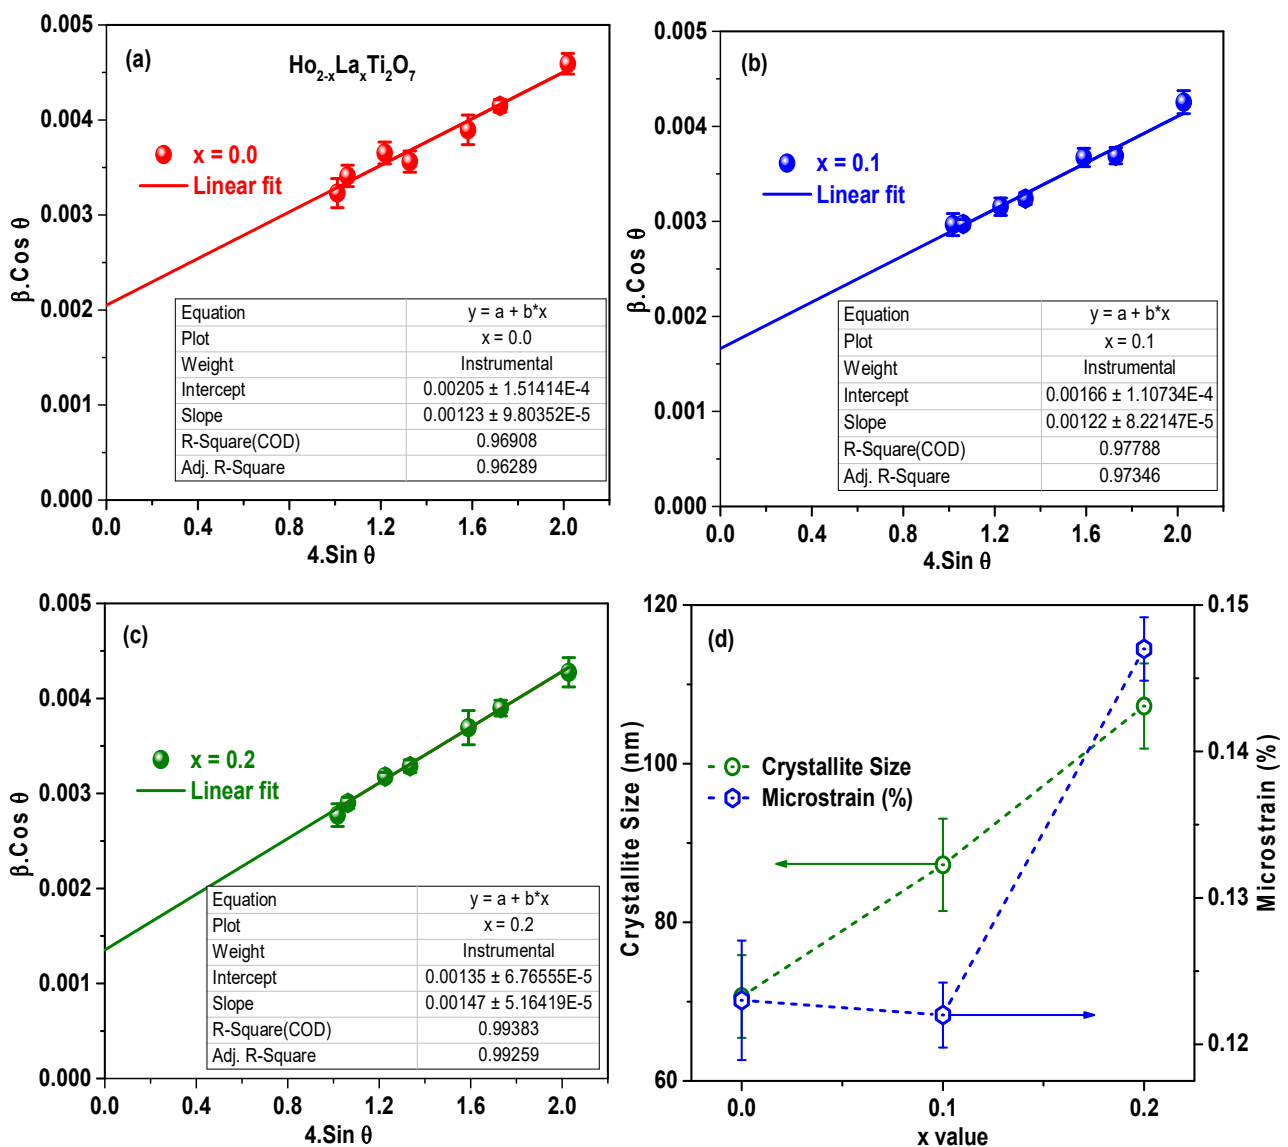 (a)
Ho2-xLaxTi2O7
x = 0.0
Linear fit
β.Cos θ
0.005
0.004
0.003
0.002
0.001
0.000
Equation y = a + b*x
Plot x = 0.0
Weight Instrumental
Intercept 0.00205 ± 1.51414E-4
Slope 0.00123 ± 9.80352E-5
R-Square(COD) 0.96908
Adj. R-Square 0.96289
0.0 0.4 0.8 1.2 1.6 2.0
4.Sin θ
(b)
x = 0.1
Linear fit
β.Cos θ
0.005
0.004
0.003
0.002
0.001
0.000
Equation y = a + b*x
Plot x = 0.1
Weight Instrumental
Intercept 0.00166 ± 1.10734E-4
Slope 0.00122 ± 8.22147E-5
R-Square(COD) 0.97788
Adj. R-Square 0.97346
0.0 0.4 0.8 1.2 1.6 2.0
4.Sin θ
(c)
x = 0.2
Linear fit
β.Cos θ
0.005
0.004
0.003
0.002
0.001
0.000
Equation y = a + b*x
Plot x = 0.2
Weight Instrumental
Intercept 0.00135 ± 6.76555E-5
Slope 0.00147 ± 5.16419E-5
R-Square(COD) 0.99383
Adj. R-Square 0.99259
0.0 0.4 0.8 1.2 1.6 2.0
4.Sin θ
(d)
Crystallite Size
Microstrain (%)
Crystallite Size (nm)
120
100
80
60
Microstrain (%)
0.15
0.14
0.13
0.12
0.0 0.1 0.2
x value